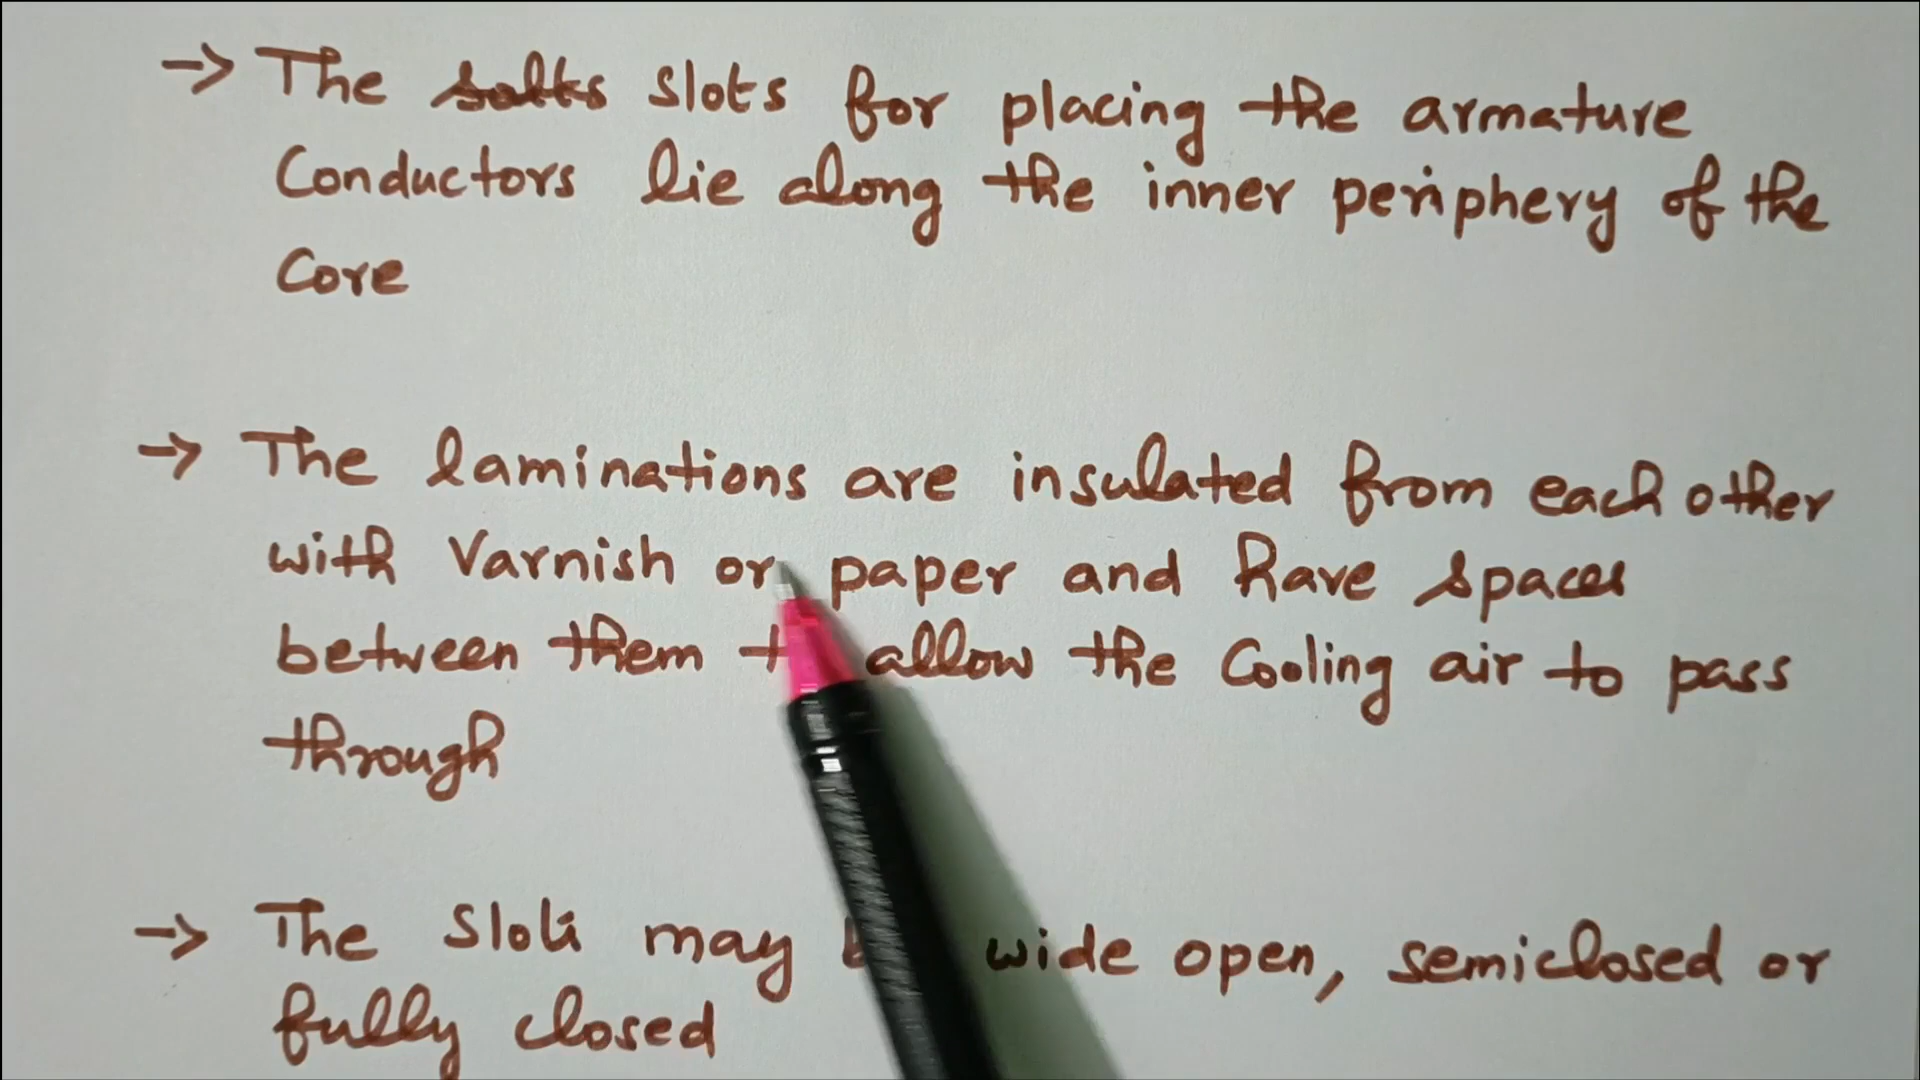 → The salts slots for placing the armature
Conductors lie along the inner periphery of the
Core
→ The laminations are insulated from each other
with Varnish or paper and have spaces
between them allow the Cooling air to pass
through
→ The Slots may wide open, semiclosed or
fully closed